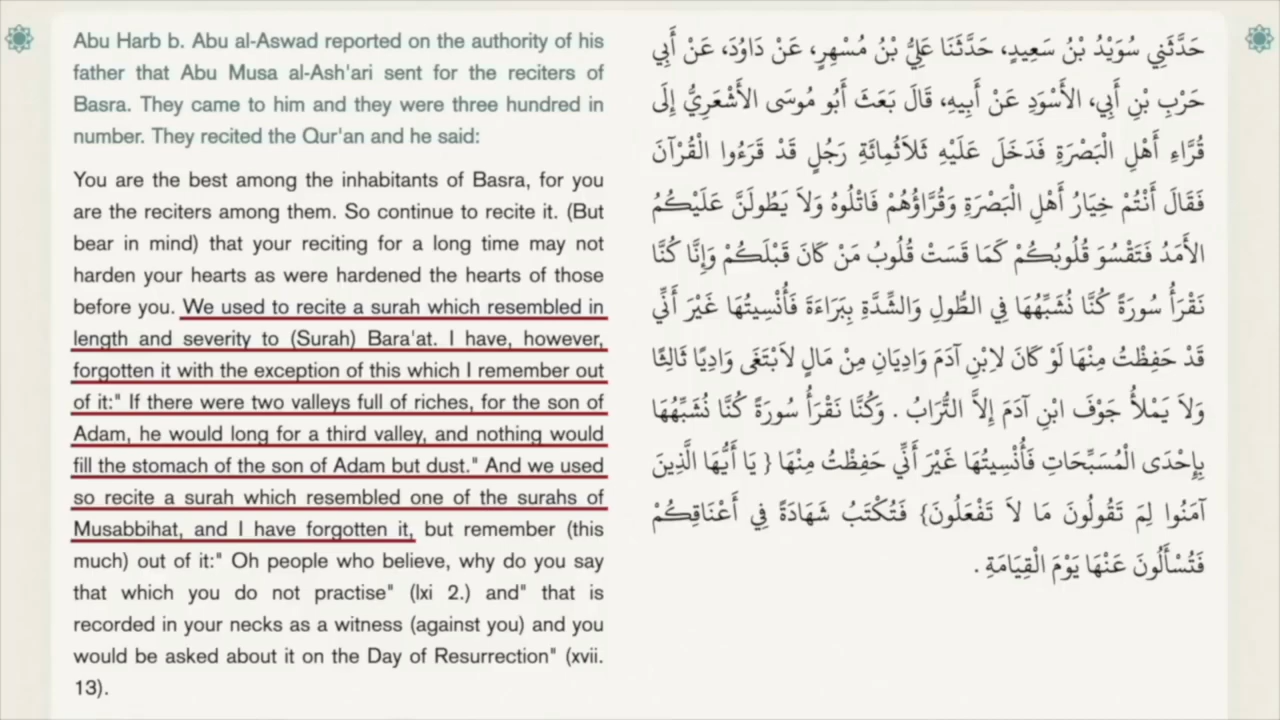 Abu Harb b. Abu al-Aswad reported on the authority of his
father that Abu Musa al-Ash'ari sent for the reciters of
Basra. They came to him and they were three hundred in
number. They recited the Qur'an and he said:
You are the best among the inhabitants of Basra, for you
are the reciters among them. So continue to recite it. (But
bear in mind) that your reciting for a long time may not
harden your hearts as were hardened the hearts of those
before you. We used to recite a surah which resembled in
length and severity to (Surah) Bara'at. I have, however,
forgotten it with the exception of this which I remember out
of it:" If there were two valleys full of riches, for the son of
Adam, he would long for a third valley, and nothing would
fill the stomach of the son of Adam but dust." And we used
so recite a surah which resembled one of the surahs of
Musabbihat, and I have forgotten it, but remember (this
much) out of it:" Oh people who believe, why do you say
that which you do not practise" (lxi 2.) and" that is
recorded in your necks as a witness (against you) and you
would be asked about it on the Day of Resurrection" (xvii.
13).
حَدَّثَنِي سُوَيْدُ بْنُ سَعِيدٍ، حَدَّثَنَا عَلِيُّ بْنُ مُسْهِرٍ، عَنْ دَاوُدَ، عَنْ أَبِي
حَرْبِ بْنِ أَبِي، الأَسْوَدِ عَنْ أَبِيهِ، قَالَ بَعَثَ أَبُو مُوسَى الأَشْعَرِيُّ إِلَى
قُرَّاءِ أَهْلِ الْبَصْرَةِ فَدَخَلَ عَلَيْهِ ثَلاَثُمِائَةِ رَجُلٍ قَدْ قَرَءُوا الْقُرْآنَ
فَقَالَ أَنْتُمْ خِيَارُ أَهْلِ الْبَصْرَةِ وَقُرَّاؤُهُمْ فَاتْلُوهُ وَلاَ يَطُولَنَّ عَلَيْكُمُ
الأَمَدُ فَتَقْسُوَ قُلُوبُكُمْ كَمَا قَسَتْ قُلُوبُ مَنْ كَانَ قَبْلَكُمْ وَإِنَّا كُنَّا
نَقْرَأُ سُورَةً كُنَّا نُشَبِّهُهَا فِي الطُّولِ وَالشِّدَّةِ بِبَرَاءَةَ فَأُنْسِيتُهَا غَيْرَ أَنِّي
قَدْ حَفِظْتُ مِنْهَا لَوْ كَانَ لاِبْنِ آدَمَ وَادِيَانِ مِنْ مَالٍ لاَبْتَغَى وَادِيًا ثَالِثًا
وَلاَ يَمْلأُ جَوْفَ ابْنِ آدَمَ إِلاَّ التُّرَابُ . وَكُنَّا نَقْرَأُ سُورَةً كُنَّا نُشَبِّهُهَا
بِإِحْدَى الْمُسَبِّحَاتِ فَأُنْسِيتُهَا غَيْرَ أَنِّي حَفِظْتُ مِنْهَا { يَا أَيُّهَا الَّذِينَ
آمَنُوا لِمَ تَقُولُونَ مَا لاَ تَفْعَلُونَ} فَتُكْتَبُ شَهَادَةً فِي أَعْنَاقِكُمْ
فَتُسْأَلُونَ عَنْهَا يَوْمَ الْقِيَامَةِ .